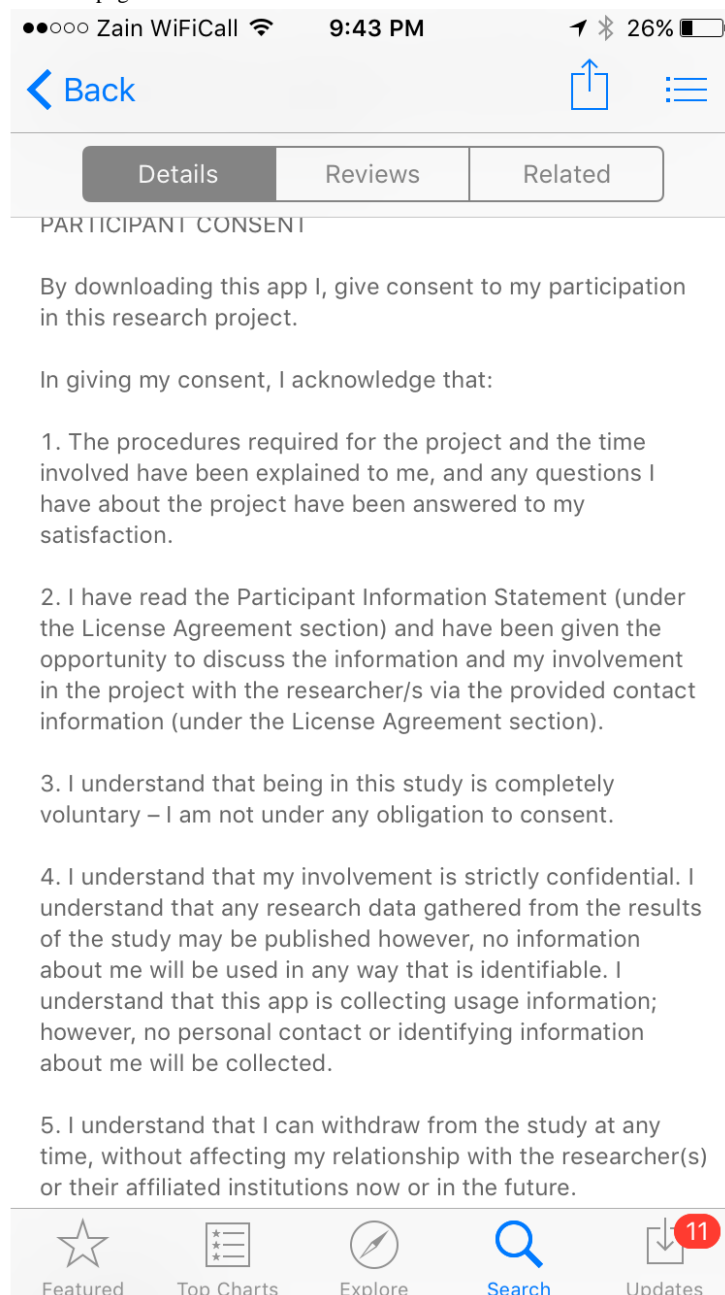 Zain WiFiCall 9:43 PM 26%
Back
Details Reviews Related
PARTICIPANT CONSENT
By downloading this app I, give consent to my participation
in this research project.
In giving my consent, I acknowledge that:
1. The procedures required for the project and the time
involved have been explained to me, and any questions I
have about the project have been answered to my
satisfaction.
2. I have read the Participant Information Statement (under
the License Agreement section) and have been given the
opportunity to discuss the information and my involvement
in the project with the researcher/s via the provided contact
information (under the License Agreement section).
3. I understand that being in this study is completely
voluntary – I am not under any obligation to consent.
4. I understand that my involvement is strictly confidential. I
understand that any research data gathered from the results
of the study may be published however, no information
about me will be used in any way that is identifiable. I
understand that this app is collecting usage information;
however, no personal contact or identifying information
about me will be collected.
5. I understand that I can withdraw from the study at any
time, without affecting my relationship with the researcher(s)
or their affiliated institutions now or in the future.
11
Featured Top Charts Explore Search Updates